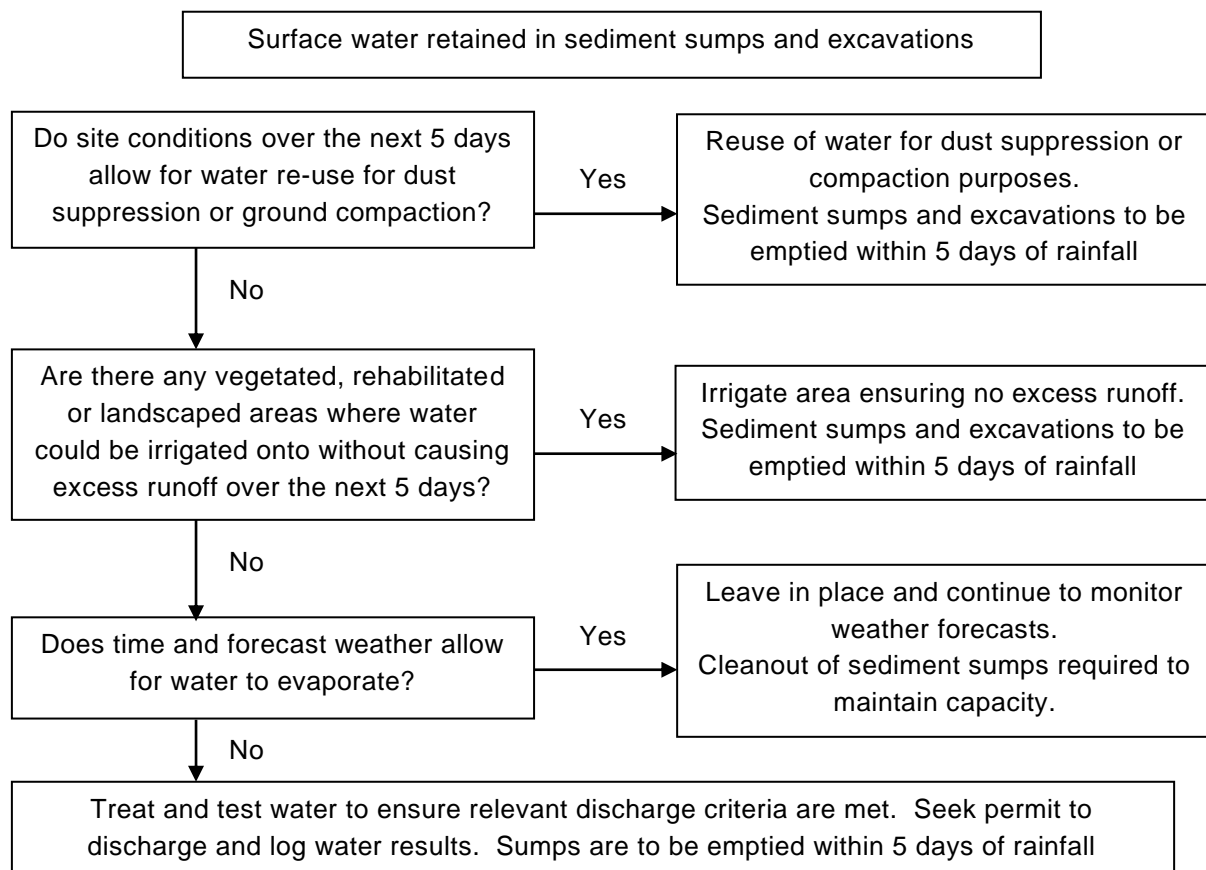 Surface water retained in sediment sumps and excavations
Do site conditions over the next 5 days
allow for water re-use for dust
suppression or ground compaction?
Yes
Reuse of water for dust suppression or
compaction purposes.
Sediment sumps and excavations to be
emptied within 5 days of rainfall
No
Are there any vegetated, rehabilitated
or landscaped areas where water
could be irrigated onto without causing
excess runoff over the next 5 days?
Yes
Irrigate area ensuring no excess runoff.
Sediment sumps and excavations to be
emptied within 5 days of rainfall
No
Does time and forecast weather allow
for water to evaporate?
Yes
Leave in place and continue to monitor
weather forecasts.
Cleanout of sediment sumps required to
maintain capacity.
No
Treat and test water to ensure relevant discharge criteria are met.  Seek permit to
discharge and log water results.  Sumps are to be emptied within 5 days of rainfall